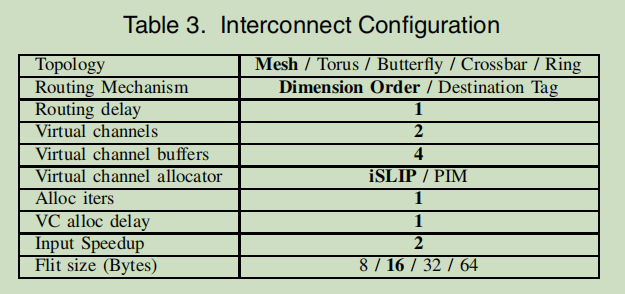 Table 3. Interconnect Configuration
Topology Mesh / Torus / Butterfly / Crossbar / Ring
Routing Mechanism Dimension Order / Destination Tag
Routing delay 1
Virtual channels 2
Virtual channel buffers 4
Virtual channel allocator iSLIP / PIM
Alloc iters 1
VC alloc delay 1
Input Speedup 2
Flit size (Bytes) 8 / 16 / 32 / 64